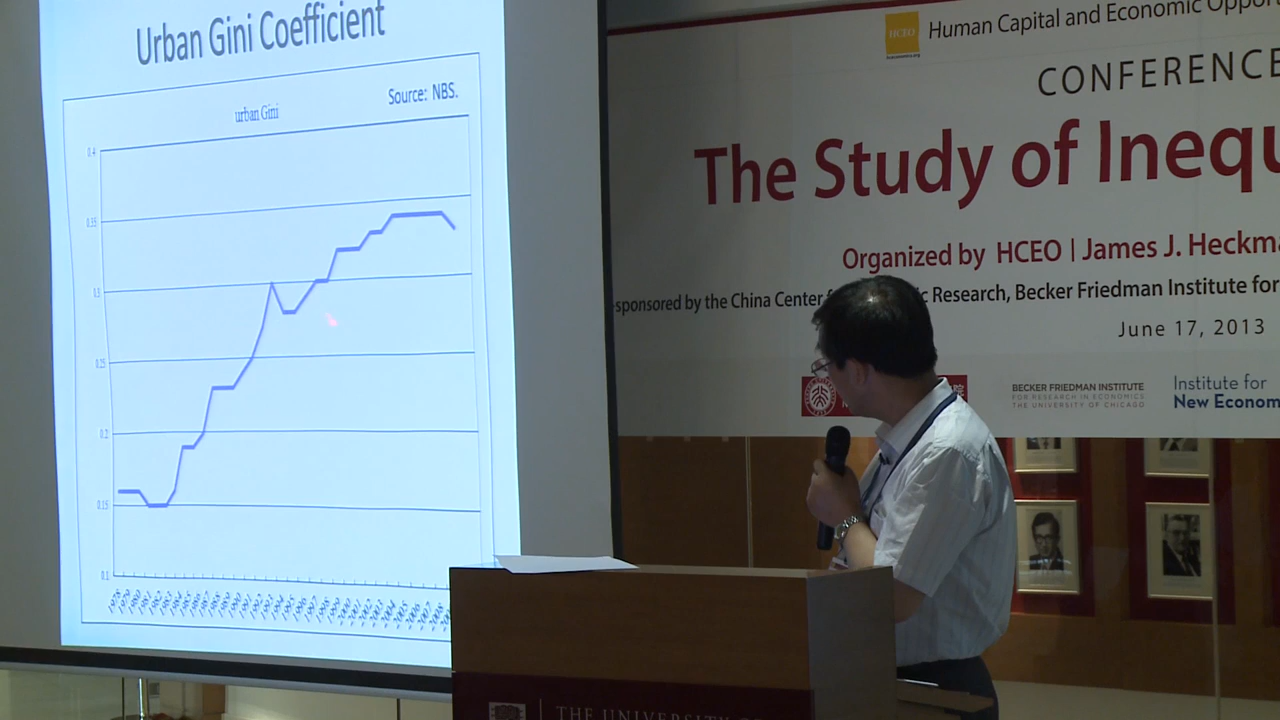 Urban Gini Coefficient
urban Gini
Source: NBS.
0.4
0.35
0.3
0.25
0.2
0.15
0.1
HCEO
Human Capital and Economic Opport
CONFERENCE
The Study of Inequ
Organized by HCEO | James J. Heckma
sponsored by the China Center f c Research, Becker Friedman Institute for
June 17, 2013
院
BECKER FRIEDMAN INSTITUTE
FOR RESEARCH IN ECONOMICS
THE UNIVERSITY OF CHICAGO
Institute for
New Econom
THE UNIVERSITY O